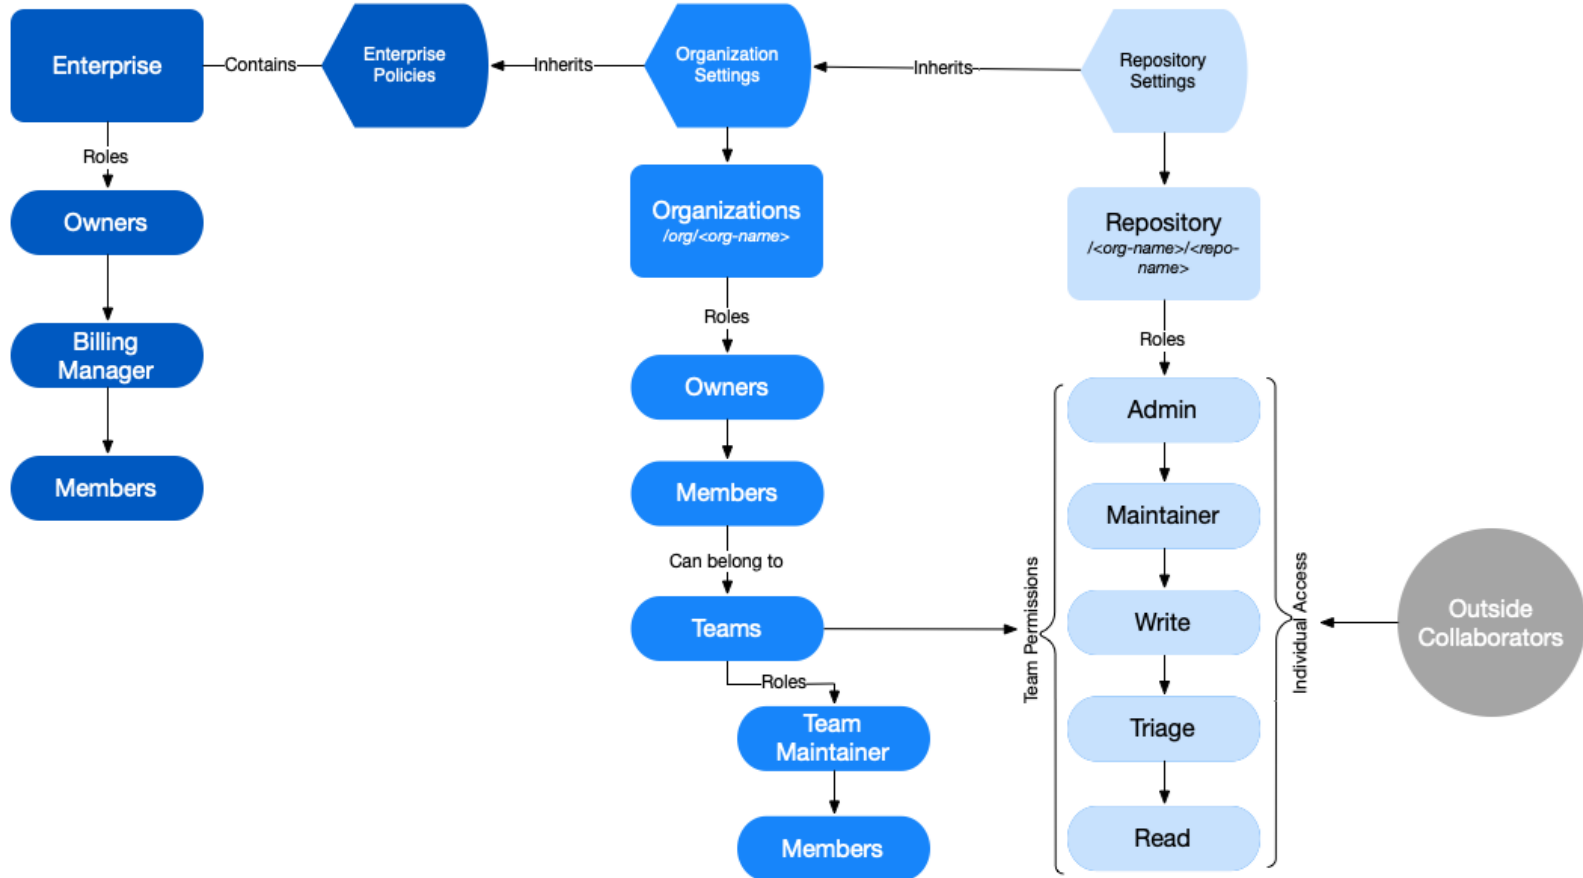 Enterprise
Contains
Enterprise
Policies
Inherits
Organization
Settings
Inherits
Repository
Settings
Roles
Owners
Billing
Manager
Members
Organizations
/org/<org-name>
Roles
Owners
Members
Can belong to
Teams
Roles
Team
Maintainer
Members
Repository
/<org-name>/<repo-
name>
Roles
Team Permissions
Admin
Maintainer
Write
Triage
Read
Individual Access
Outside
Collaborators